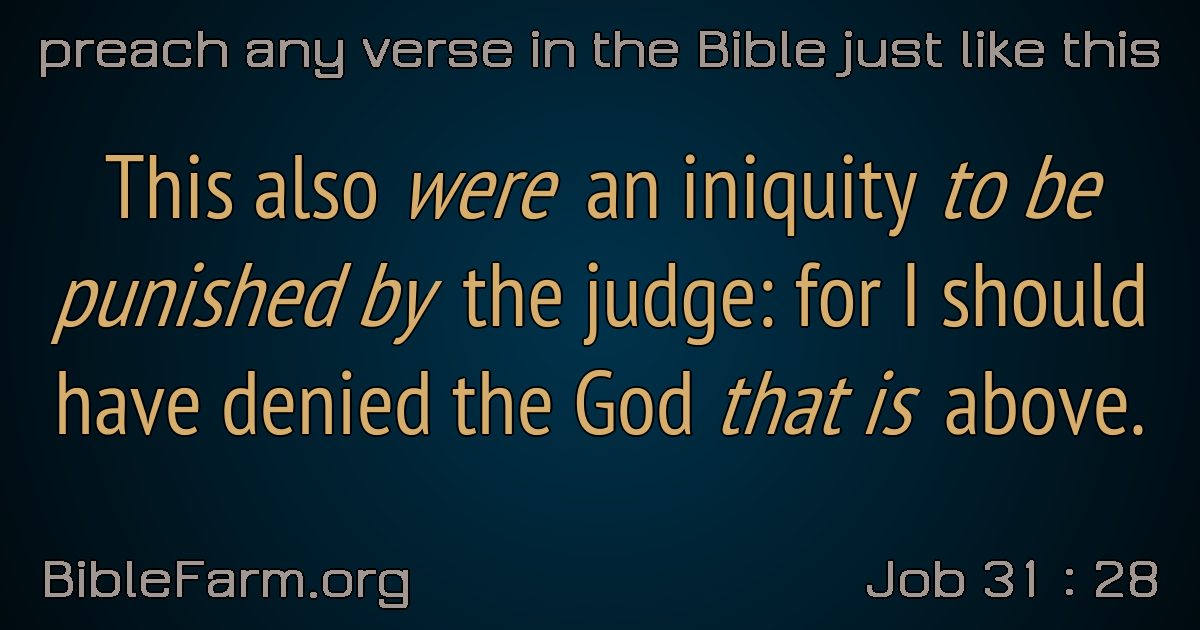 preach any verse in the Bible just like this
This also were an iniquity to be
punished by the judge: for I should
have denied the God that is above.
BibleFarm.org
Job 31 : 28